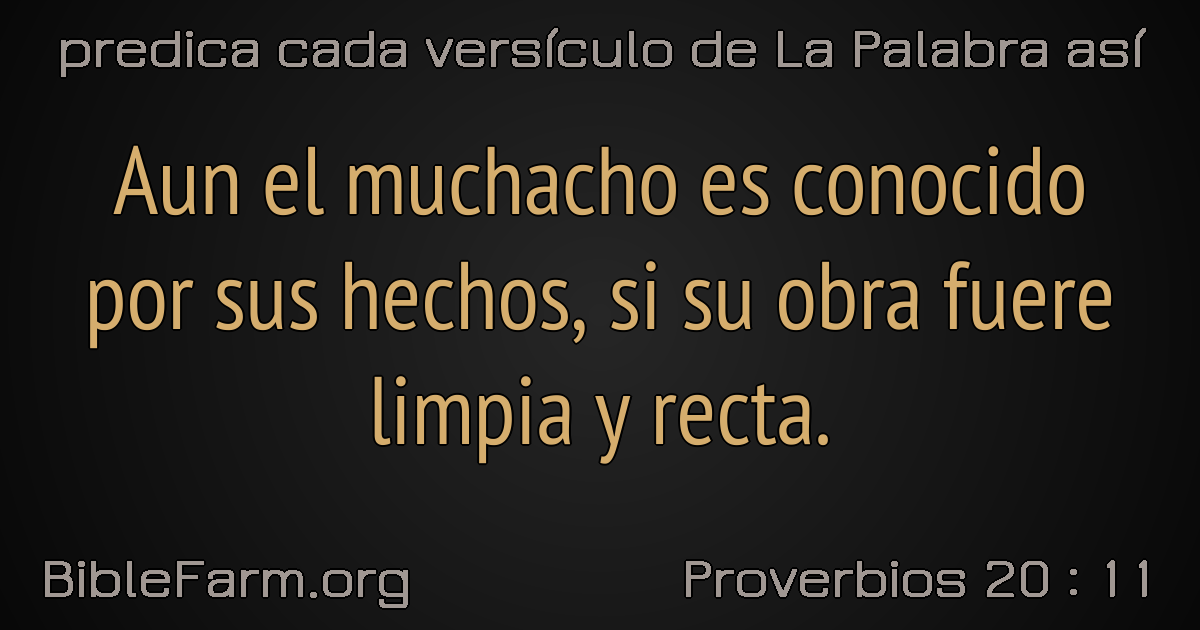 predica cada versículo de La Palabra así
Aun el muchacho es conocido
por sus hechos, si su obra fuere
limpia y recta.
BibleFarm.org
Proverbios 20 : 11